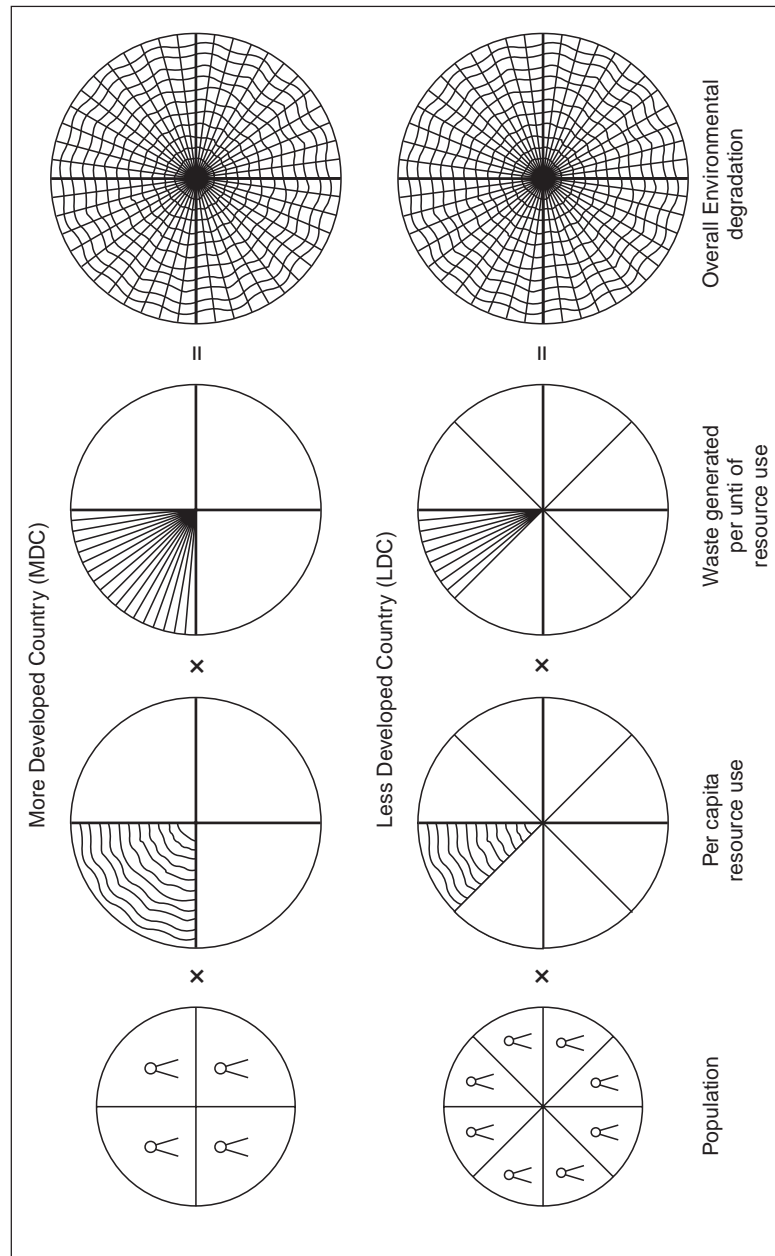 More Developed Country (MDC)
×
×
=
Less Developed Country (LDC)
×
×
=
Population
Per capita
resource use
Waste generated
per unti of
resource use
Overall Environmental
degradation